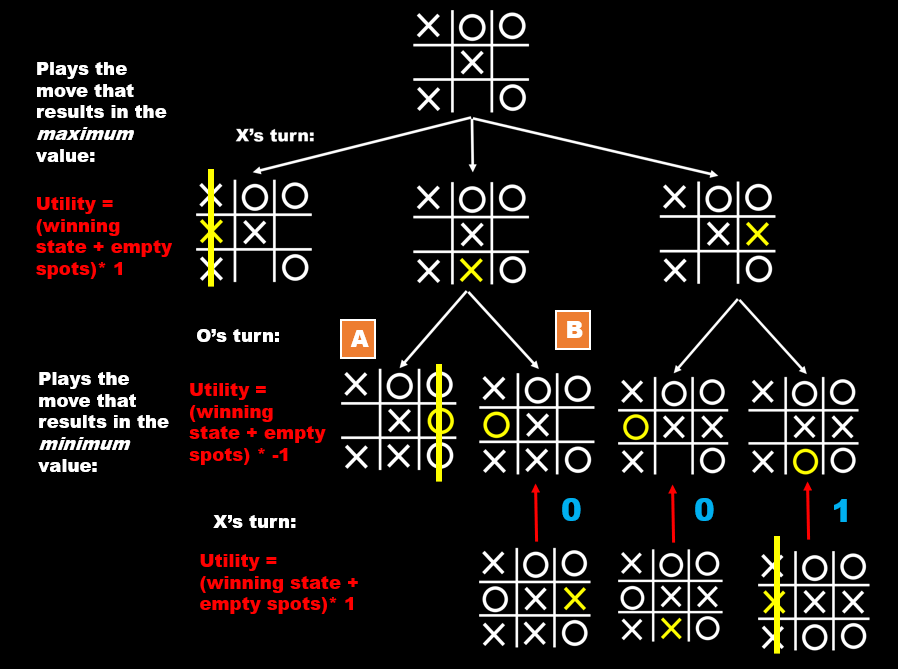 X O O
X
X O
Plays the
move that
results in the
maximum
value:
X's turn:
Utility =
(winning
state + empty
spots)* 1
X O O
X X
X O
X O O
X
X X O
X O O
X X
X O
O's turn:
A
B
Plays the
move that
results in the
minimum
value:
Utility =
(winning
state + empty
spots) * -1
X O O
X O
X X O
X O O
O X
X X O
X O O
O X X
X O
X O O
X X
X O O
0
0
1
X's turn:
Utility =
(winning state +
empty spots)* 1
X O O
O X X
X X O
X O O
O X X
X X O
X O O
X X X
X O O